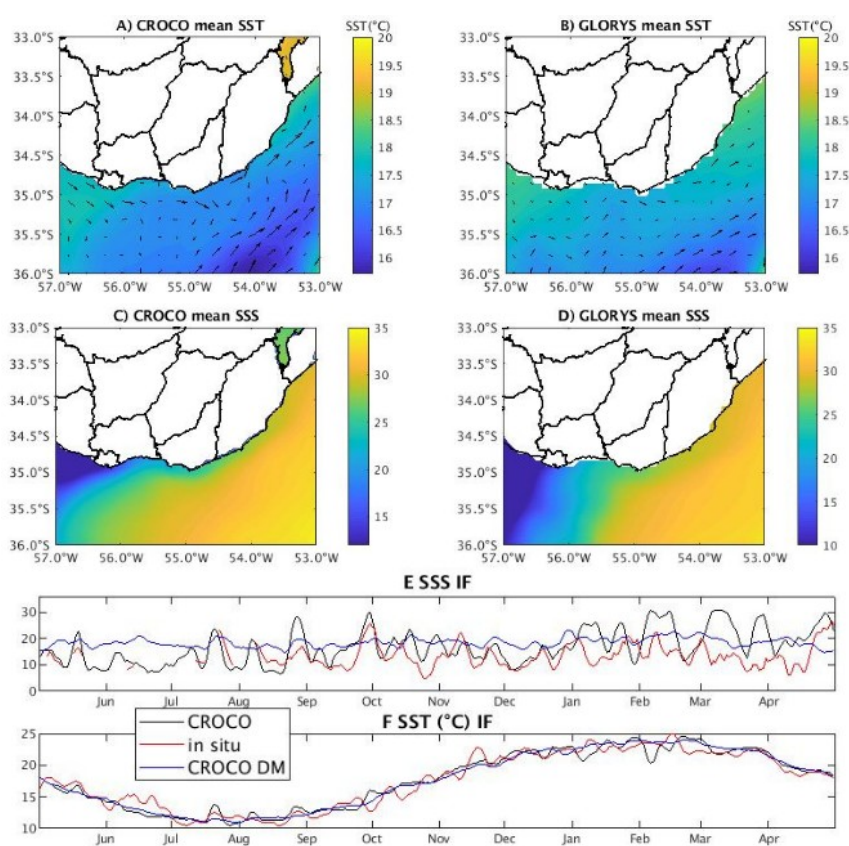 A) CROCO mean SST
SST(°C)
33.0°S
33.5°S
34.0°S
34.5°S
35.0°S
35.5°S
36.0°S
57.0°W 56.0°W 55.0°W 54.0°W 53.0°W
20
19.5
19
18.5
18
17.5
17
16.5
16
B) GLORYS mean SST
SST(°C)
33.0°S
33.5°S
34.0°S
34.5°S
35.0°S
35.5°S
36.0°S
57.0°W 56.0°W 55.0°W 54.0°W 53.0°W
20
19.5
19
18.5
18
17.5
17
16.5
16
C) CROCO mean SSS
33.0°S
33.5°S
34.0°S
34.5°S
35.0°S
35.5°S
36.0°S
57.0°W 56.0°W 55.0°W 54.0°W 53.0°W
35
30
25
20
15
D) GLORYS mean SSS
33.0°S
33.5°S
34.0°S
34.5°S
35.0°S
35.5°S
36.0°S
57.0°W 56.0°W 55.0°W 54.0°W 53.0°W
35
30
25
20
15
10
E SSS IF
30
20
10
0
Jun Jul Aug Sep Oct Nov Dec Jan Feb Mar Apr
CROCO
in situ
CROCO DM
F SST (°C) IF
25
20
15
10
Jun Jul Aug Sep Oct Nov Dec Jan Feb Mar Apr